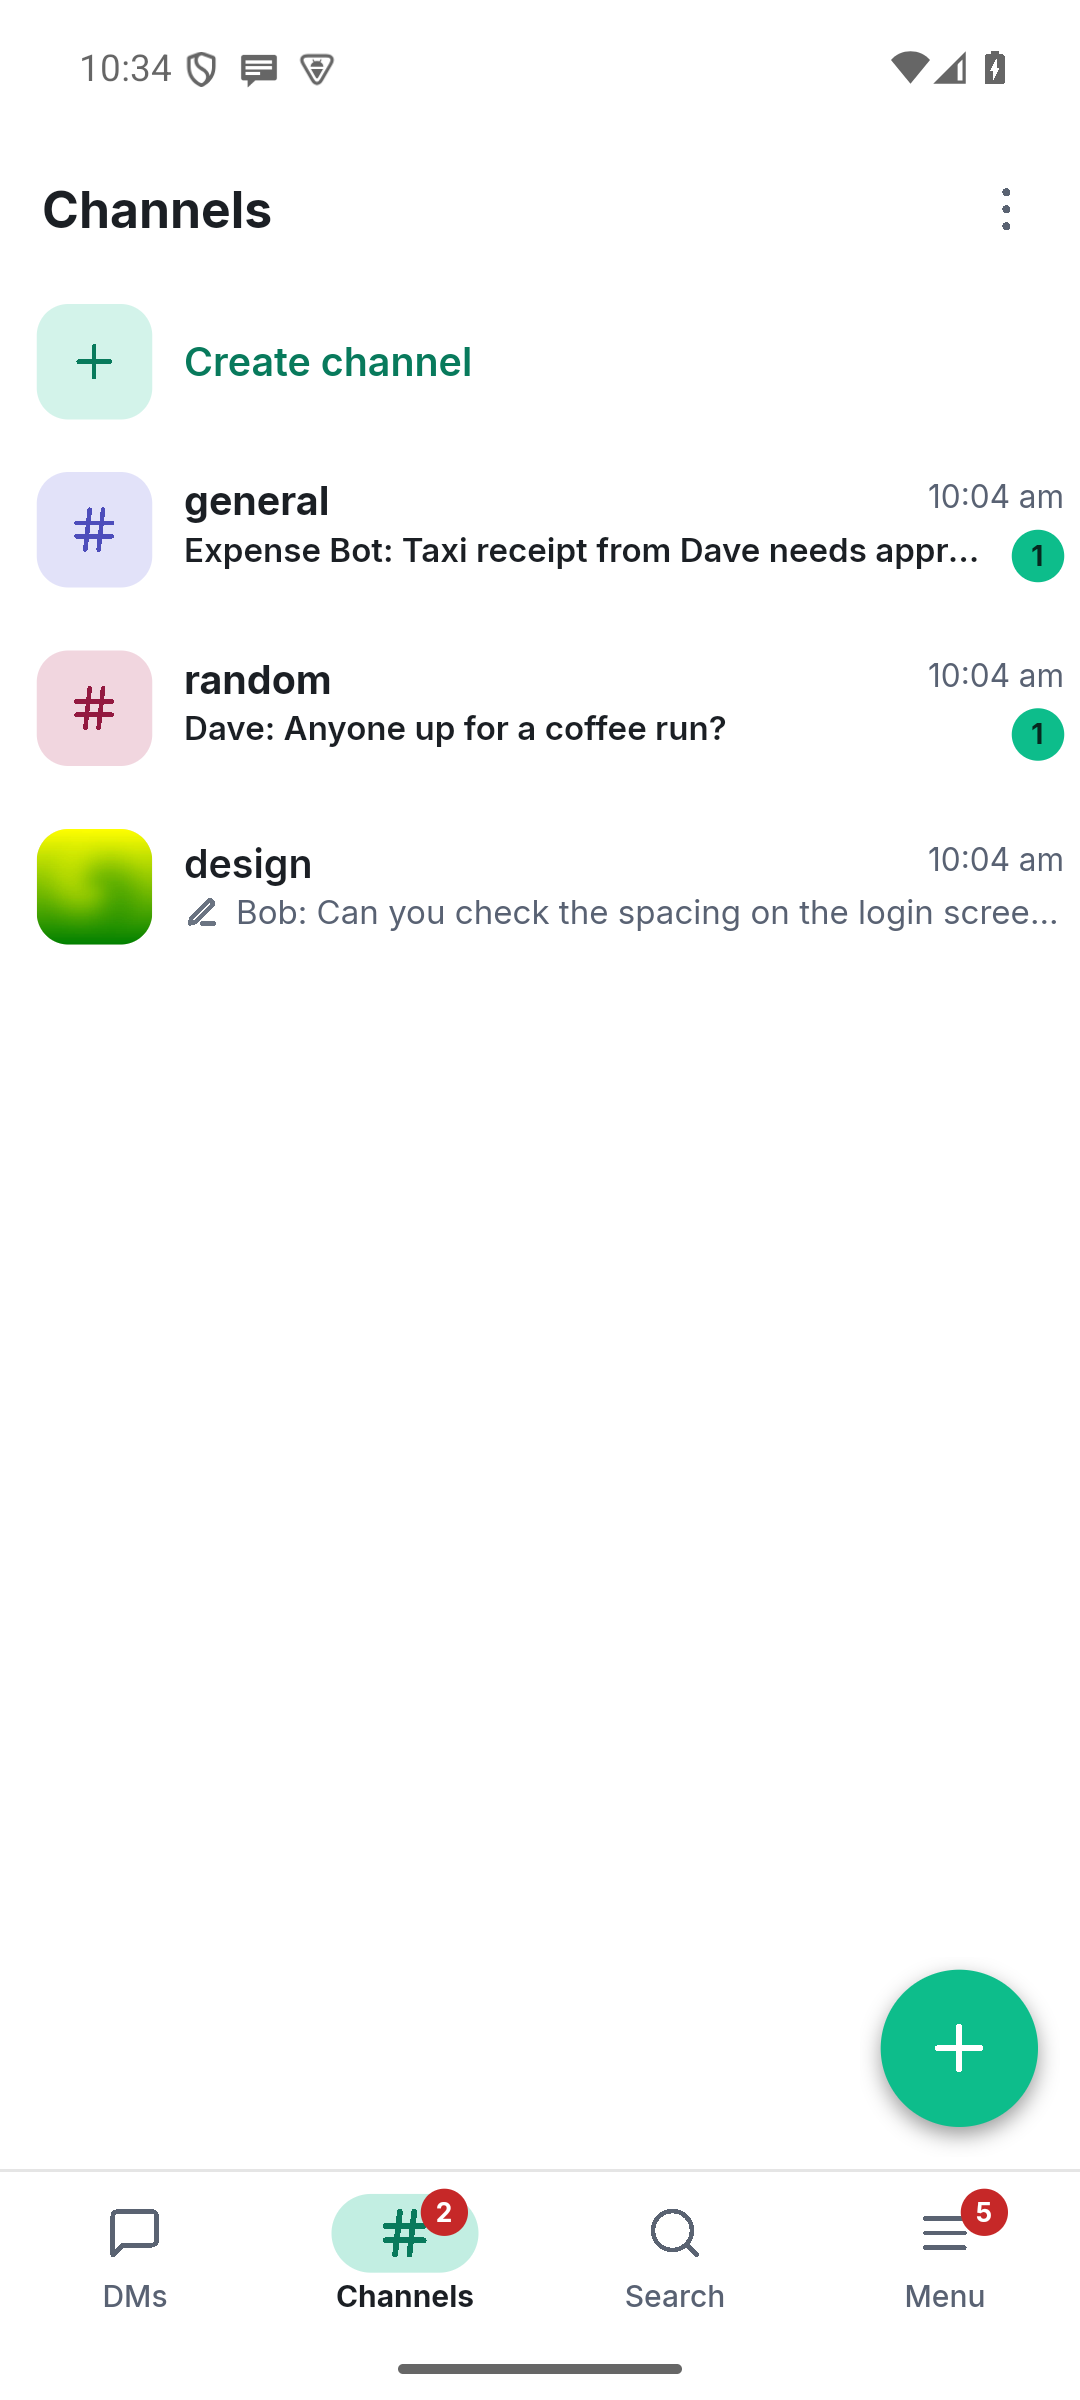 10:34
Channels
Create channel
general
10:04 am
Expense Bot: Taxi receipt from Dave needs appr...
1
random
10:04 am
Dave: Anyone up for a coffee run?
1
design
10:04 am
Bob: Can you check the spacing on the login scree...
2
5
DMs
Channels
Search
Menu